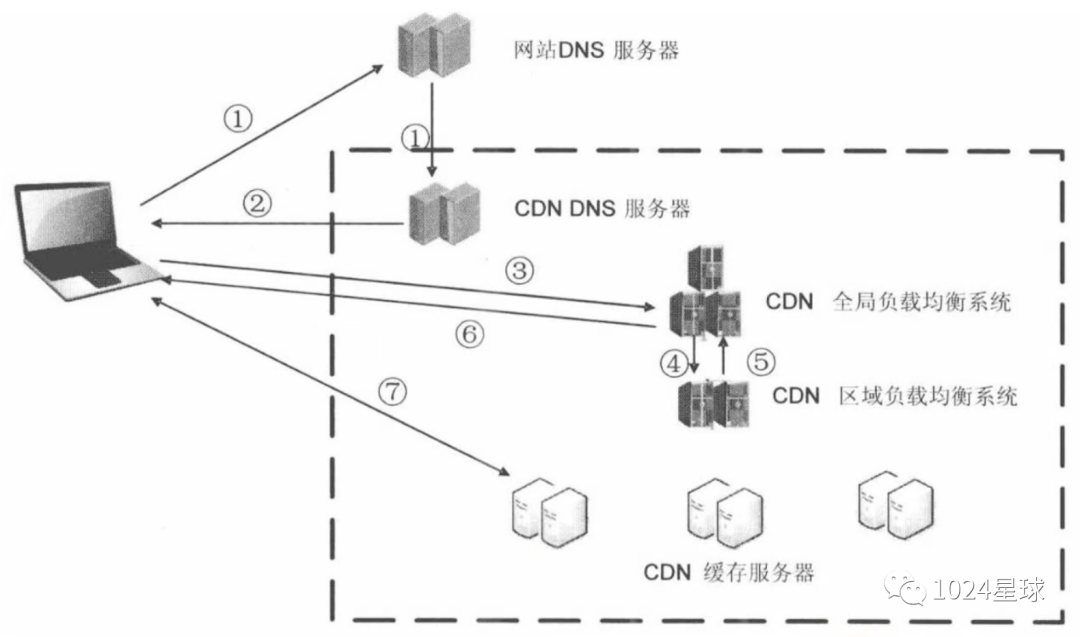 网站DNS 服务器
①
①
CDN DNS 服务器
②
③
CDN 全局负载均衡系统
⑥
④
⑤
CDN 区域负载均衡系统
⑦
CDN 缓存服务器
1024星球